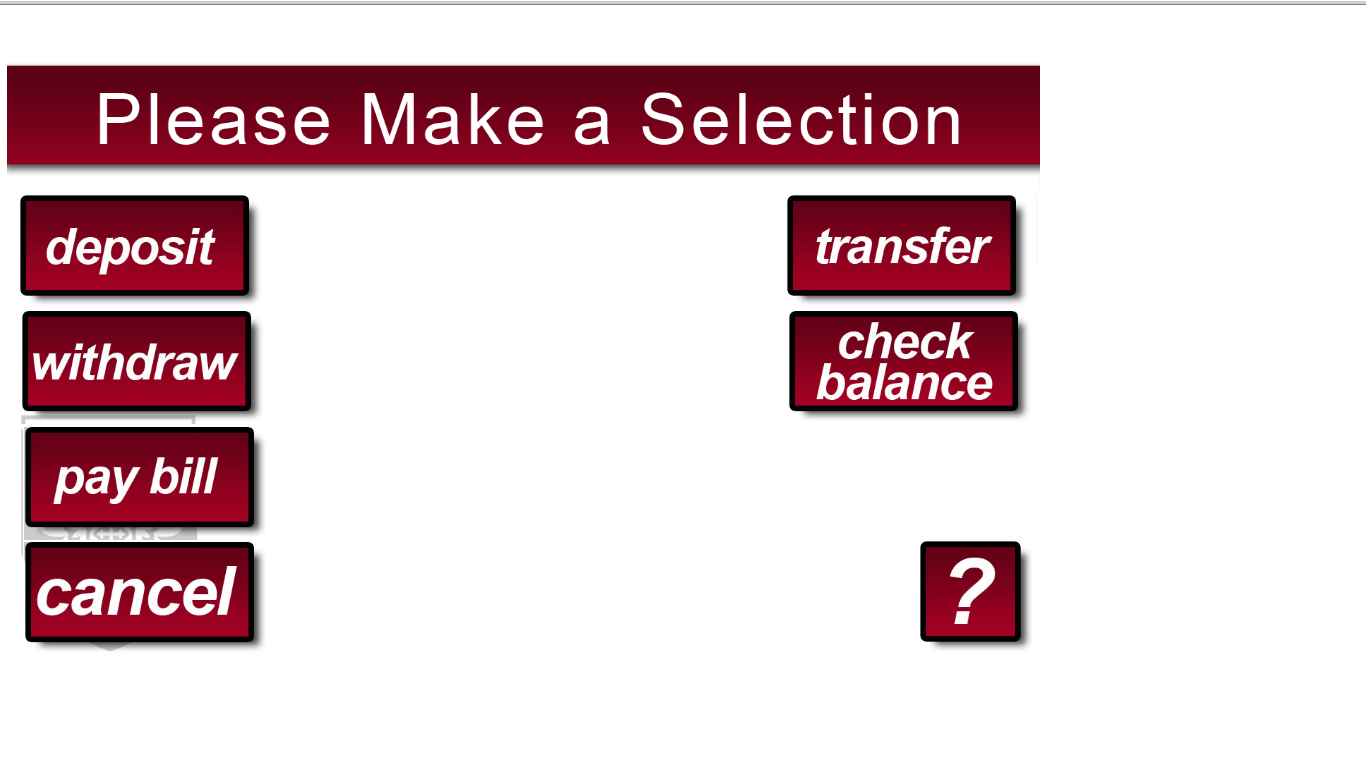 Please Make a Selection
deposit
transfer
withdraw
check
balance
pay bill
cancel
?